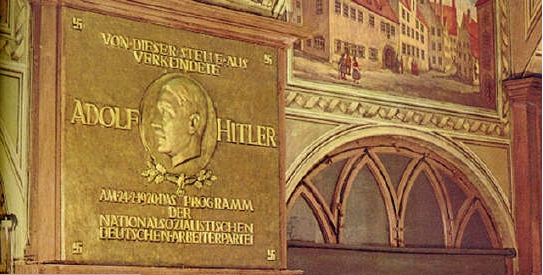 VON·DIESER·STELLE·AUS
VERKÜNDETE
ADOLF HITLER
AM·24·2·1920·DAS·PROGRAMM
DER
NATIONALSOZIALISTISCHEN
DEUTSCHEN·ARBEITERPARTEI